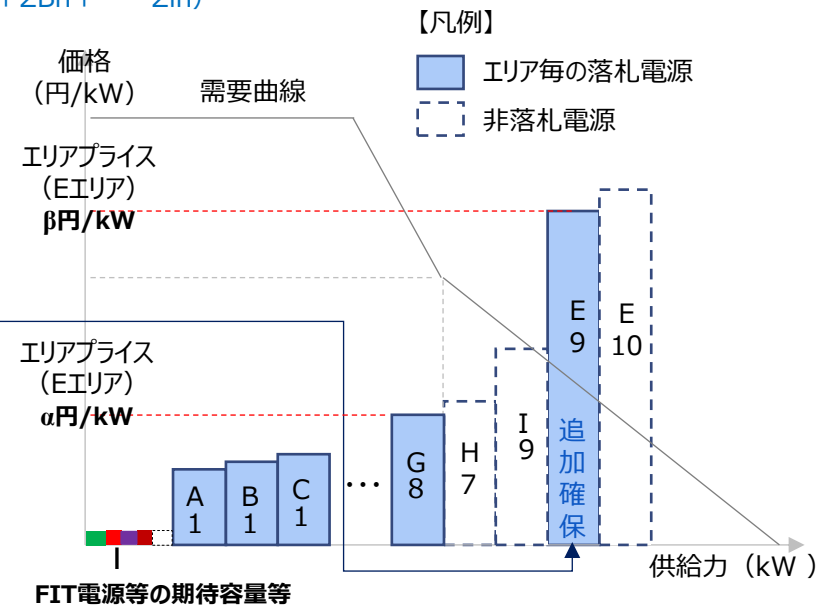 【凡例】
エリア毎の落札電源
非落札電源
価格
（円/kW）
需要曲線
エリアプライス
（Eエリア）
β円/kW
エリアプライス
（Eエリア）
α円/kW
A
1
B
1
C
1
…
G
8
H
7
I
9
E
9
追加確保
E
10
供給力（kW ）
FIT電源等の期待容量等